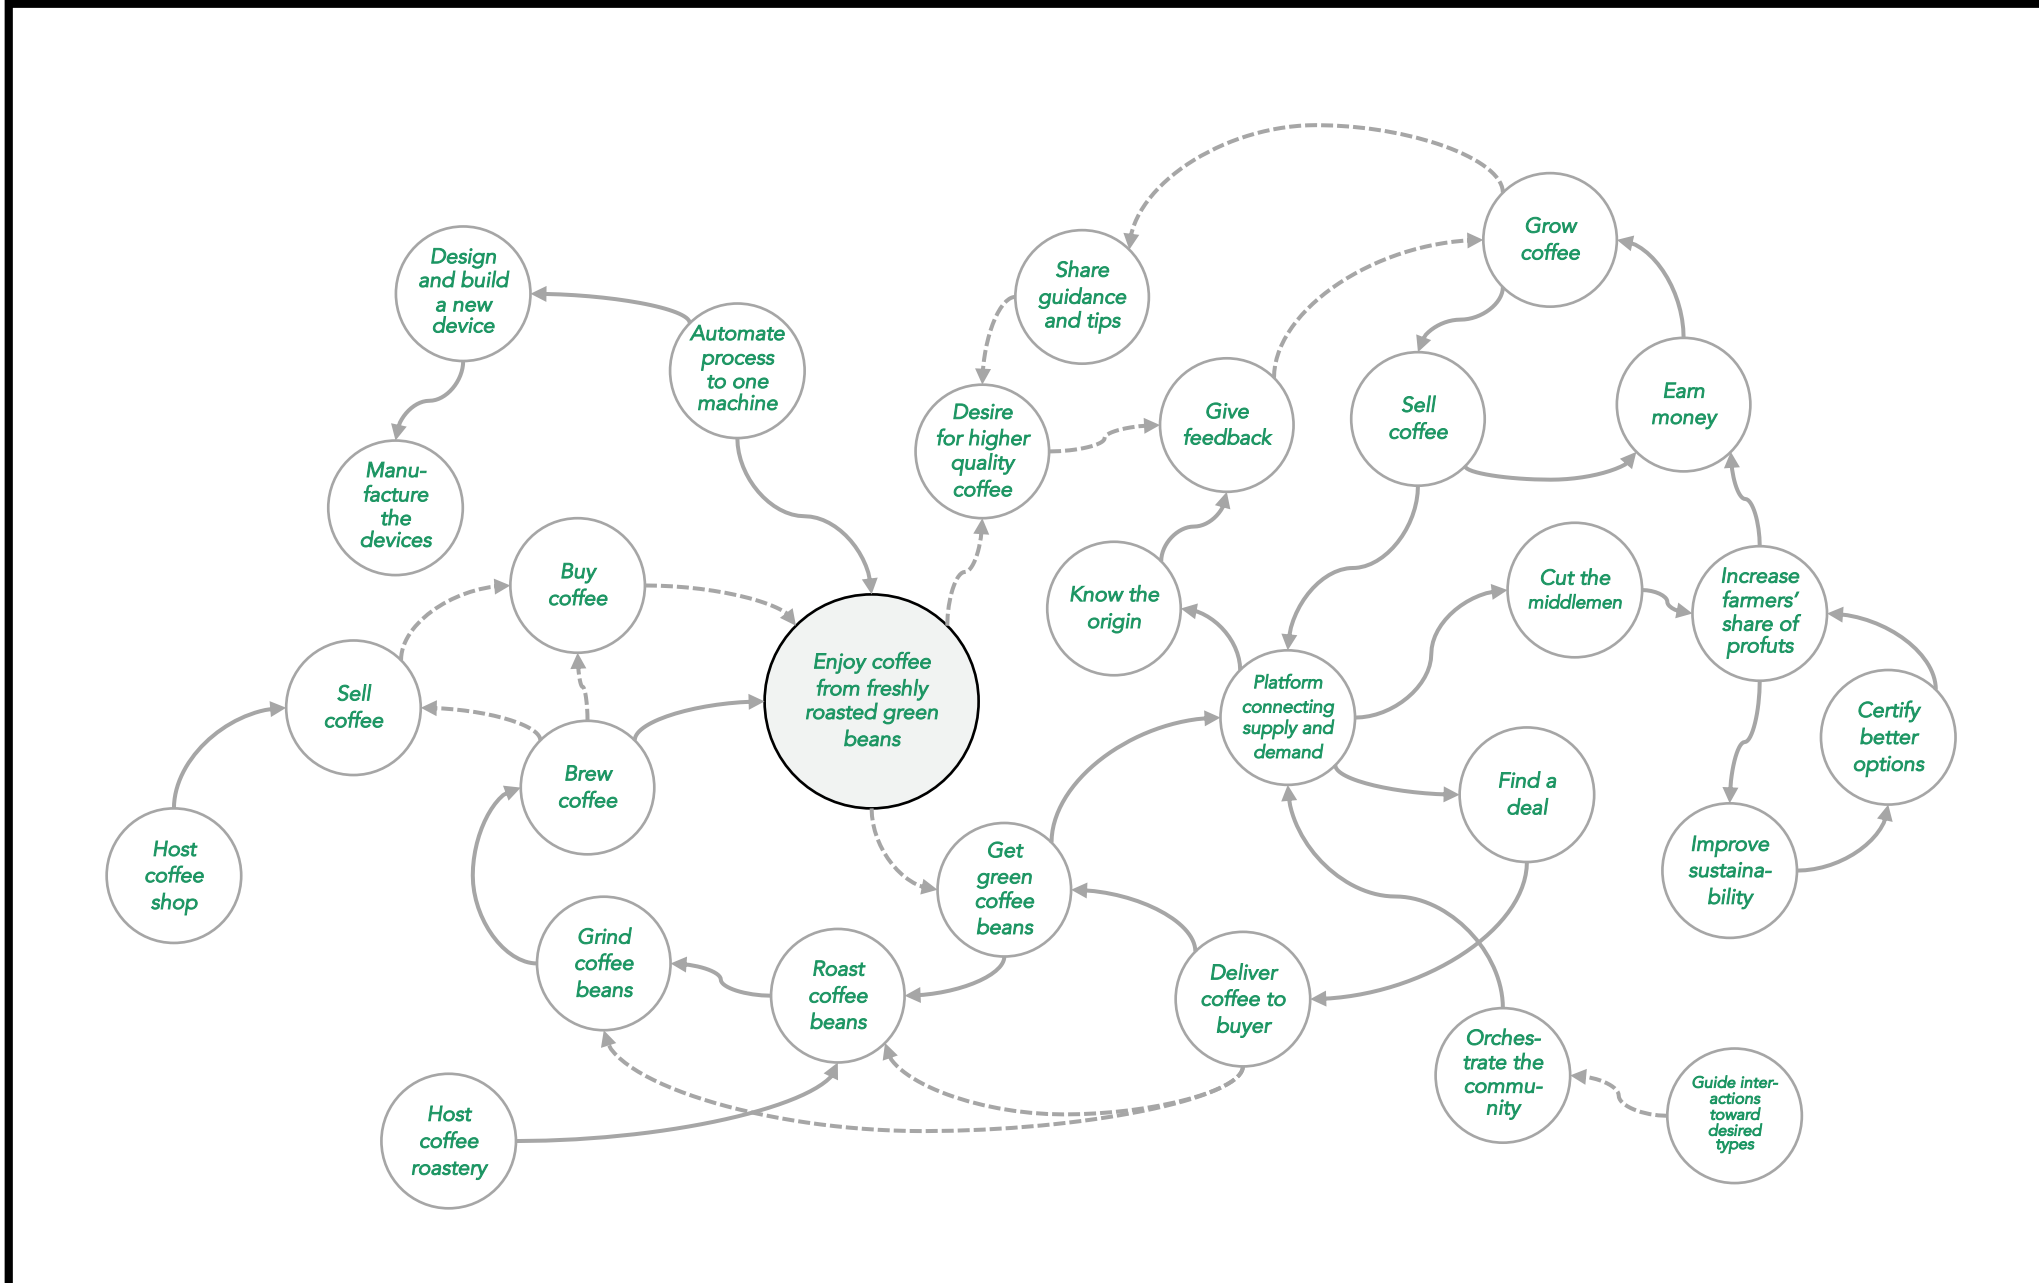 Grow
coffee
Design
and build
a new
device
Share
guidance
and tips
Automate
process
to one
machine
Desire
for higher
quality
coffee
Give
feedback
Sell
coffee
Earn
money
Manu-
facture
the
devices
Buy
coffee
Know the
origin
Cut the
middlemen
Increase
farmers’
share of
profuts
Enjoy coffee
from freshly
roasted green
beans
Sell
coffee
Platform
connecting
supply and
demand
Certify
better
options
Brew
coffee
Find a
deal
Host
coffee
shop
Get
green
coffee
beans
Improve
sustaina-
bility
Grind
coffee
beans
Roast
coffee
beans
Deliver
coffee to
buyer
Orches-
trate the
commu-
nity
Guide inter-
actions
toward
desired
types
Host
coffee
roastery